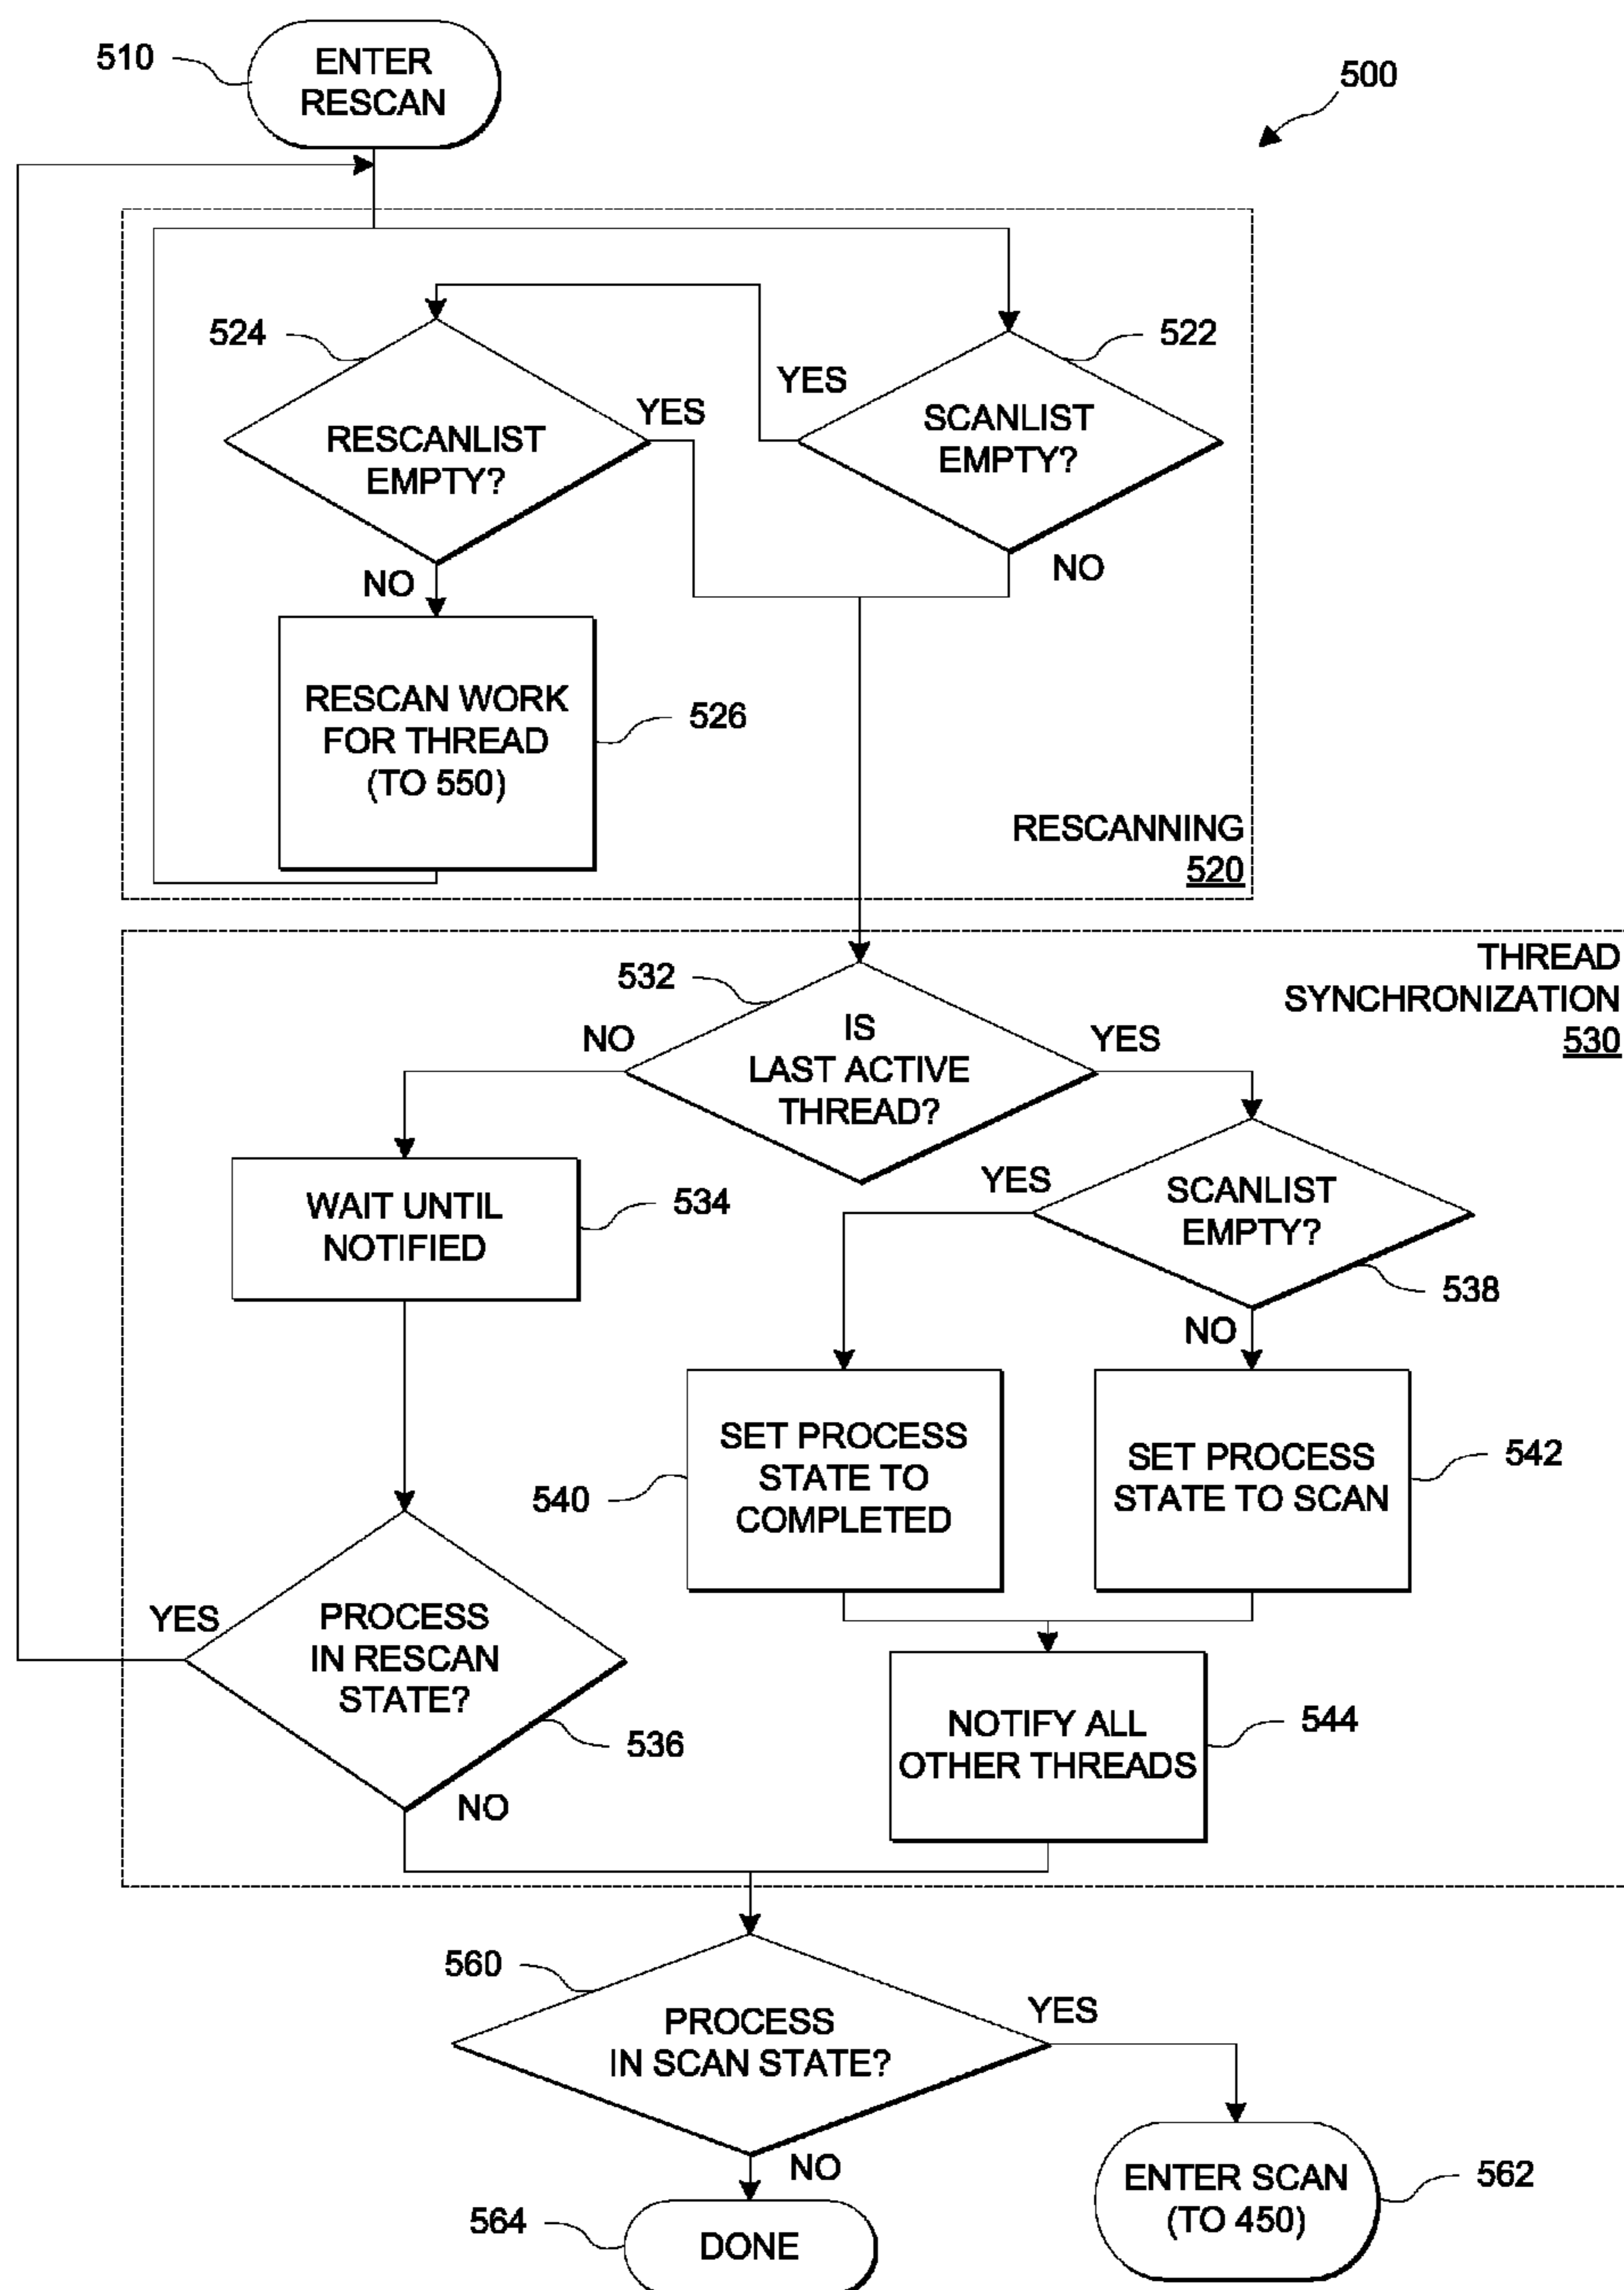 510
ENTER
RESCAN
500
524
522
YES
YES
RESCANLIST
EMPTY?
SCANLIST
EMPTY?
NO
NO
RESCAN WORK
FOR THREAD
(TO 550)
526
RESCANNING
520
THREAD
SYNCHRONIZATION
530
532
NO
IS
LAST ACTIVE
THREAD?
YES
WAIT UNTIL
NOTIFIED
534
YES
SCANLIST
EMPTY?
538
NO
SET PROCESS
STATE TO
COMPLETED
540
SET PROCESS
STATE TO SCAN
542
YES
PROCESS
IN RESCAN
STATE?
536
NO
NOTIFY ALL
OTHER THREADS
544
560
PROCESS
IN SCAN STATE?
YES
NO
ENTER SCAN
(TO 450)
562
564
DONE